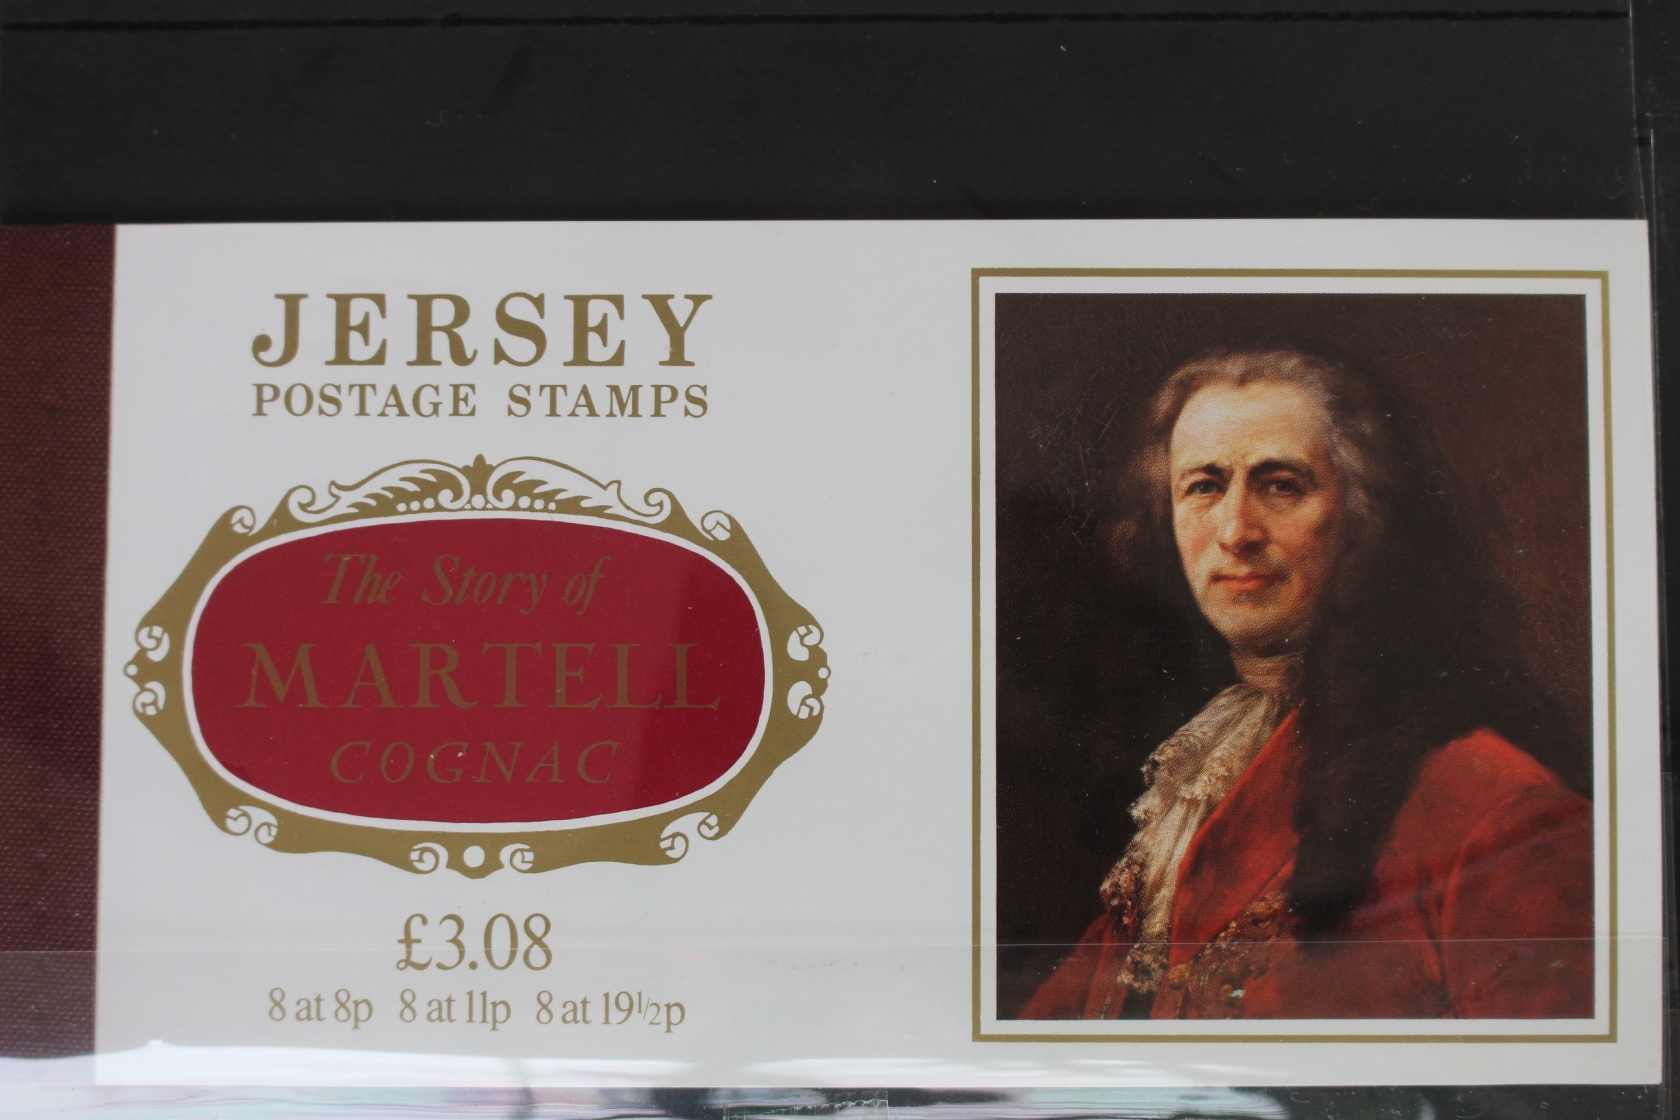 JERSEY
POSTAGE STAMPS
The Story of
MARTELL
COGNAC
£3.08
8 at 8p 8 at 11p 8 at 19½p